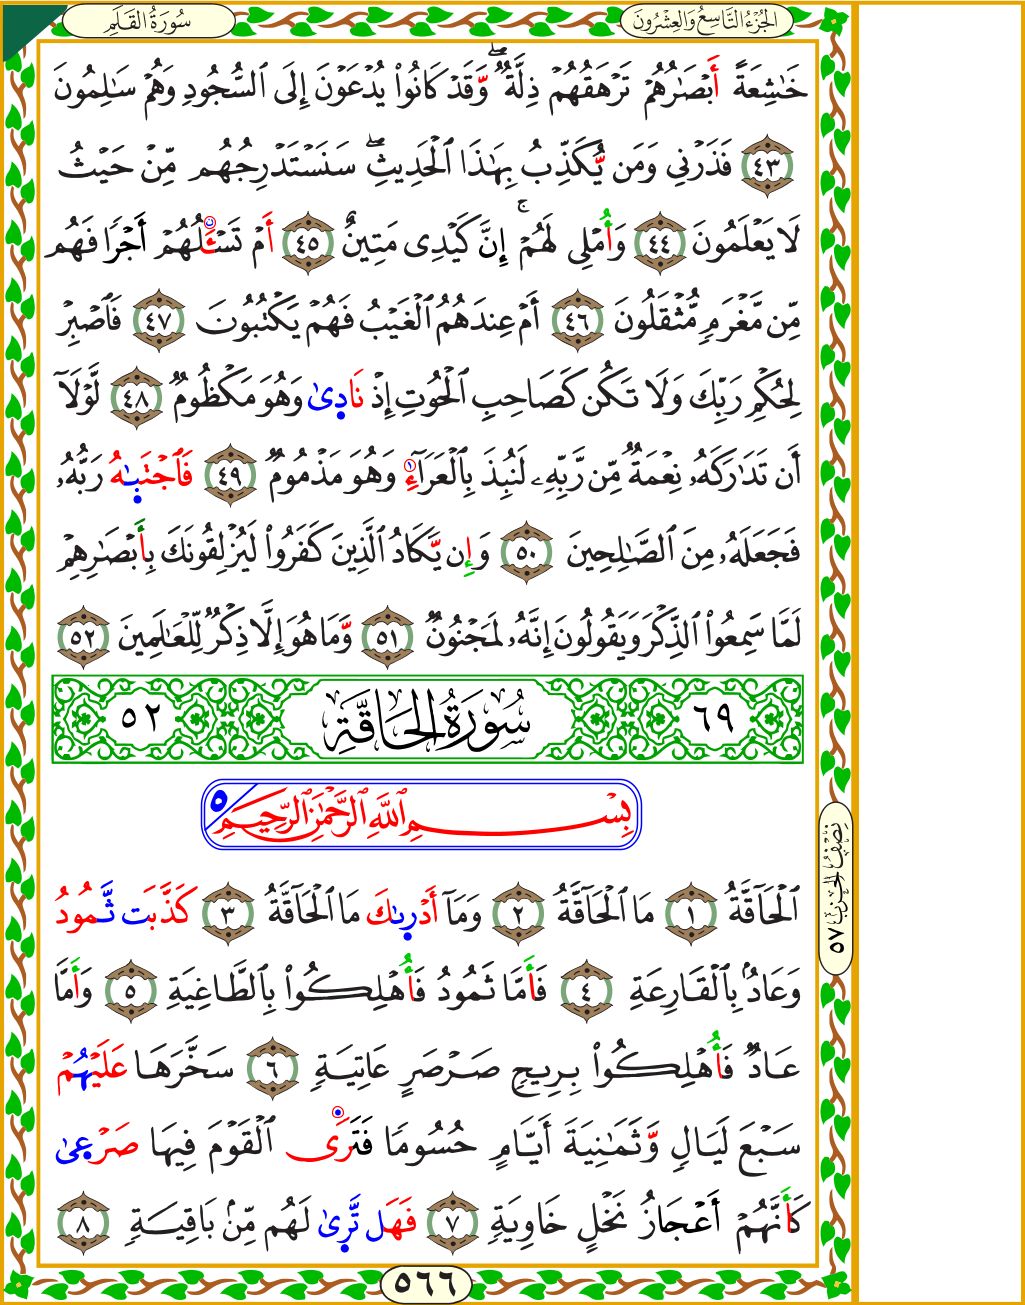 سُورَةُ القَلَمِ
الجُزْءُ التَّاسِعُ وَالعِشْرُونَ
خَٰشِعَةً أَبْصَٰرُهُمْ تَرْهَقُهُمْ ذِلَّةٌۖ وَّقَدْ كَانُواْ يُدْعَوْنَ إِلَى ٱلسُّجُودِ وَهُمْ سَٰلِمُونَ
٤٣ فَذَرْنِي وَمَن يُّكَذِّبُ بِهَٰذَا ٱلْحَدِيثِۖ سَنَسْتَدْرِجُهُم مِّنْ حَيْثُ
لَا يَعْلَمُونَ ٤٤ وَأُمْلِي لَهُمْۚ إِنَّ كَيْدِي مَتِينٌ ٤٥ أَمْ تَسْـَٔلُهُمْ أَجْرًا فَهُم
مِّن مَّغْرَمٍ مُّثْقَلُونَ ٤٦ أَمْ عِندَهُمُ ٱلْغَيْبُ فَهُمْ يَكْتُبُونَ ٤٧ فَٱصْبِرْ
لِحُكْمِ رَبِّكَ وَلَا تَكُن كَصَاحِبِ ٱلْحُوتِ إِذْ نَادَىٰ وَهُوَ مَكْظُومٌ ٤٨ لَّوْلَآ
أَن تَدَٰرَكَهُۥ نِعْمَةٌ مِّن رَّبِّهِۦ لَنُبِذَ بِٱلْعَرَآءِ وَهُوَ مَذْمُومٌ ٤٩ فَٱجْتَبَٰهُ رَبُّهُۥ
فَجَعَلَهُۥ مِنَ ٱلصَّٰلِحِينَ ٥٠ وَإِن يَّكَادُ ٱلَّذِينَ كَفَرُواْ لَيُزْلِقُونَكَ بِأَبْصَٰرِهِمْ
لَمَّا سَمِعُواْ ٱلذِّكْرَ وَيَقُولُونَ إِنَّهُۥ لَمَجْنُونٌ ٥١ وَّمَا هُوَ إِلَّا ذِكْرٌ لِّلْعَٰلَمِينَ ٥٢
٦٩ سُورَةُ الحَاقَّةِ ٥٢
بِسْمِ ٱللَّهِ ٱلرَّحْمَٰنِ ٱلرَّحِيمِ ٥
ٱلْحَآقَّةُ ١ مَا ٱلْحَآقَّةُ ٢ وَمَآ أَدْرَىٰكَ مَا ٱلْحَآقَّةُ ٣ كَذَّبَت ثَّمُودُ
وَعَادُۢ بِٱلْقَارِعَةِ ٤ فَأَمَّا ثَمُودُ فَأُهْلِكُواْ بِٱلطَّاغِيَةِ ٥ وَأَمَّا
عَادٌ فَأُهْلِكُواْ بِرِيحٍ صَرْصَرٍ عَاتِيَةٍ ٦ سَخَّرَهَا عَلَيْهُمْ
سَبْعَ لَيَالٍ وَّثَمَٰنِيَةَ أَيَّامٍ حُسُومًا فَتَرَى ٱلْقَوْمَ فِيهَا صَرْعَىٰ
كَأَنَّهُمْ أَعْجَازُ نَخْلٍ خَاوِيَةٍ ٧ فَهَل تَّرَىٰ لَهُم مِّنۢ بَاقِيَةٍ ٨
نصف الحزب ٥٧
٥٦٦